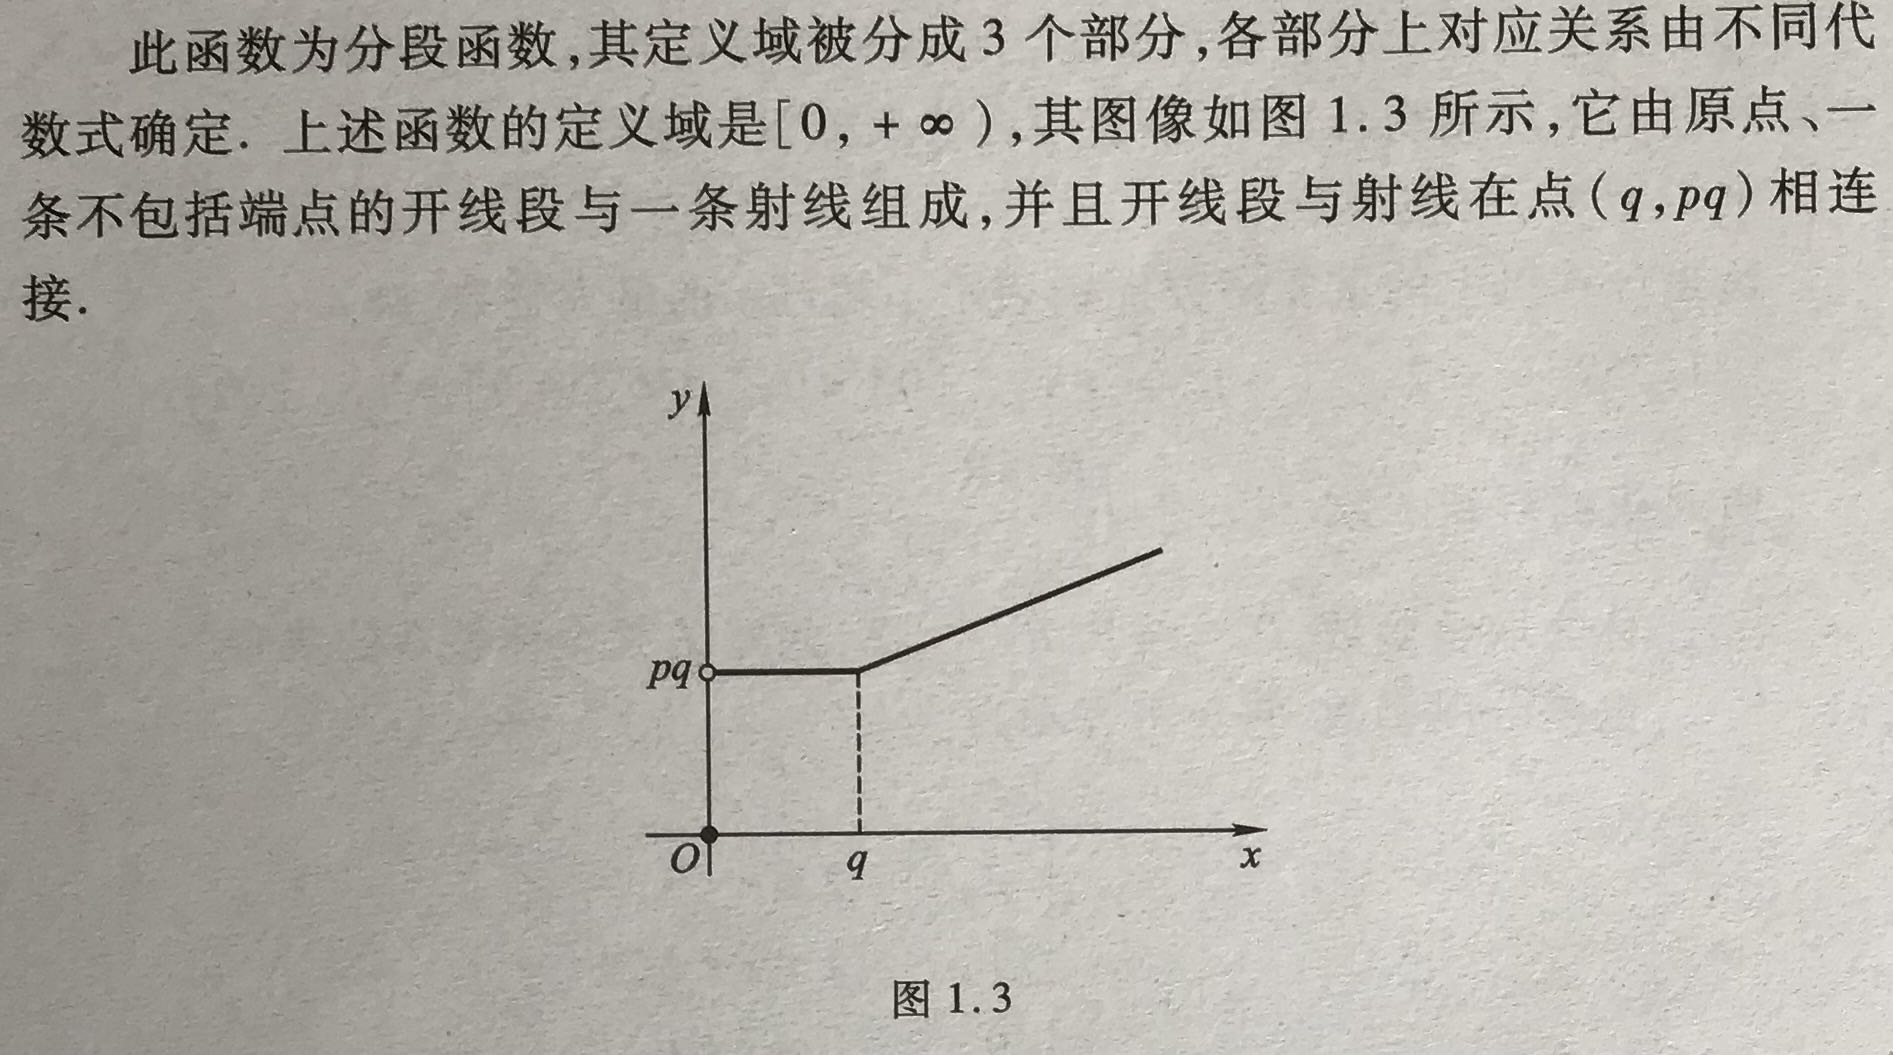 此函数为分段函数,其定义域被分成3个部分,各部分上对应关系由不同代
数式确定. 上述函数的定义域是[0, +∞),其图像如图1.3所示,它由原点、一
条不包括端点的开线段与一条射线组成,并且开线段与射线在点(q,pq)相连
接.
y
pq
O
q
x
图1.3